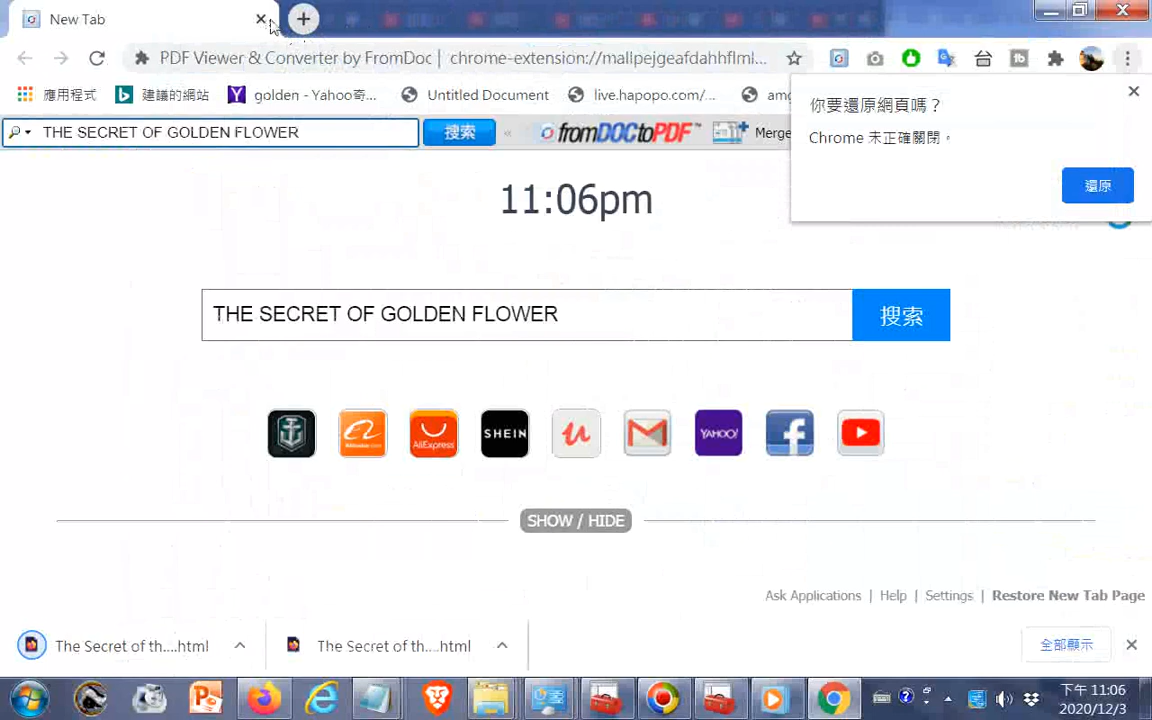 New Tab
PDF Viewer & Converter by FromDoc | chrome-extension://mallpejgeafdahhflml...
應用程式
建議的網站
golden - Yahoo奇...
Untitled Document
live.hapopo.com/...
THE SECRET OF GOLDEN FLOWER
搜索
«
fromDOCtoPDF™
Merge
你要還原網頁嗎？
Chrome 未正確關閉。
還原
11:06pm
THE SECRET OF GOLDEN FLOWER
搜索
Alibaba.com
AliExpress
SHEIN
YAHOO!
SHOW / HIDE
Ask Applications | Help | Settings | Restore New Tab Page
The Secret of th....html
The Secret of th....html
全部顯示
下午 11:06
2020/12/3